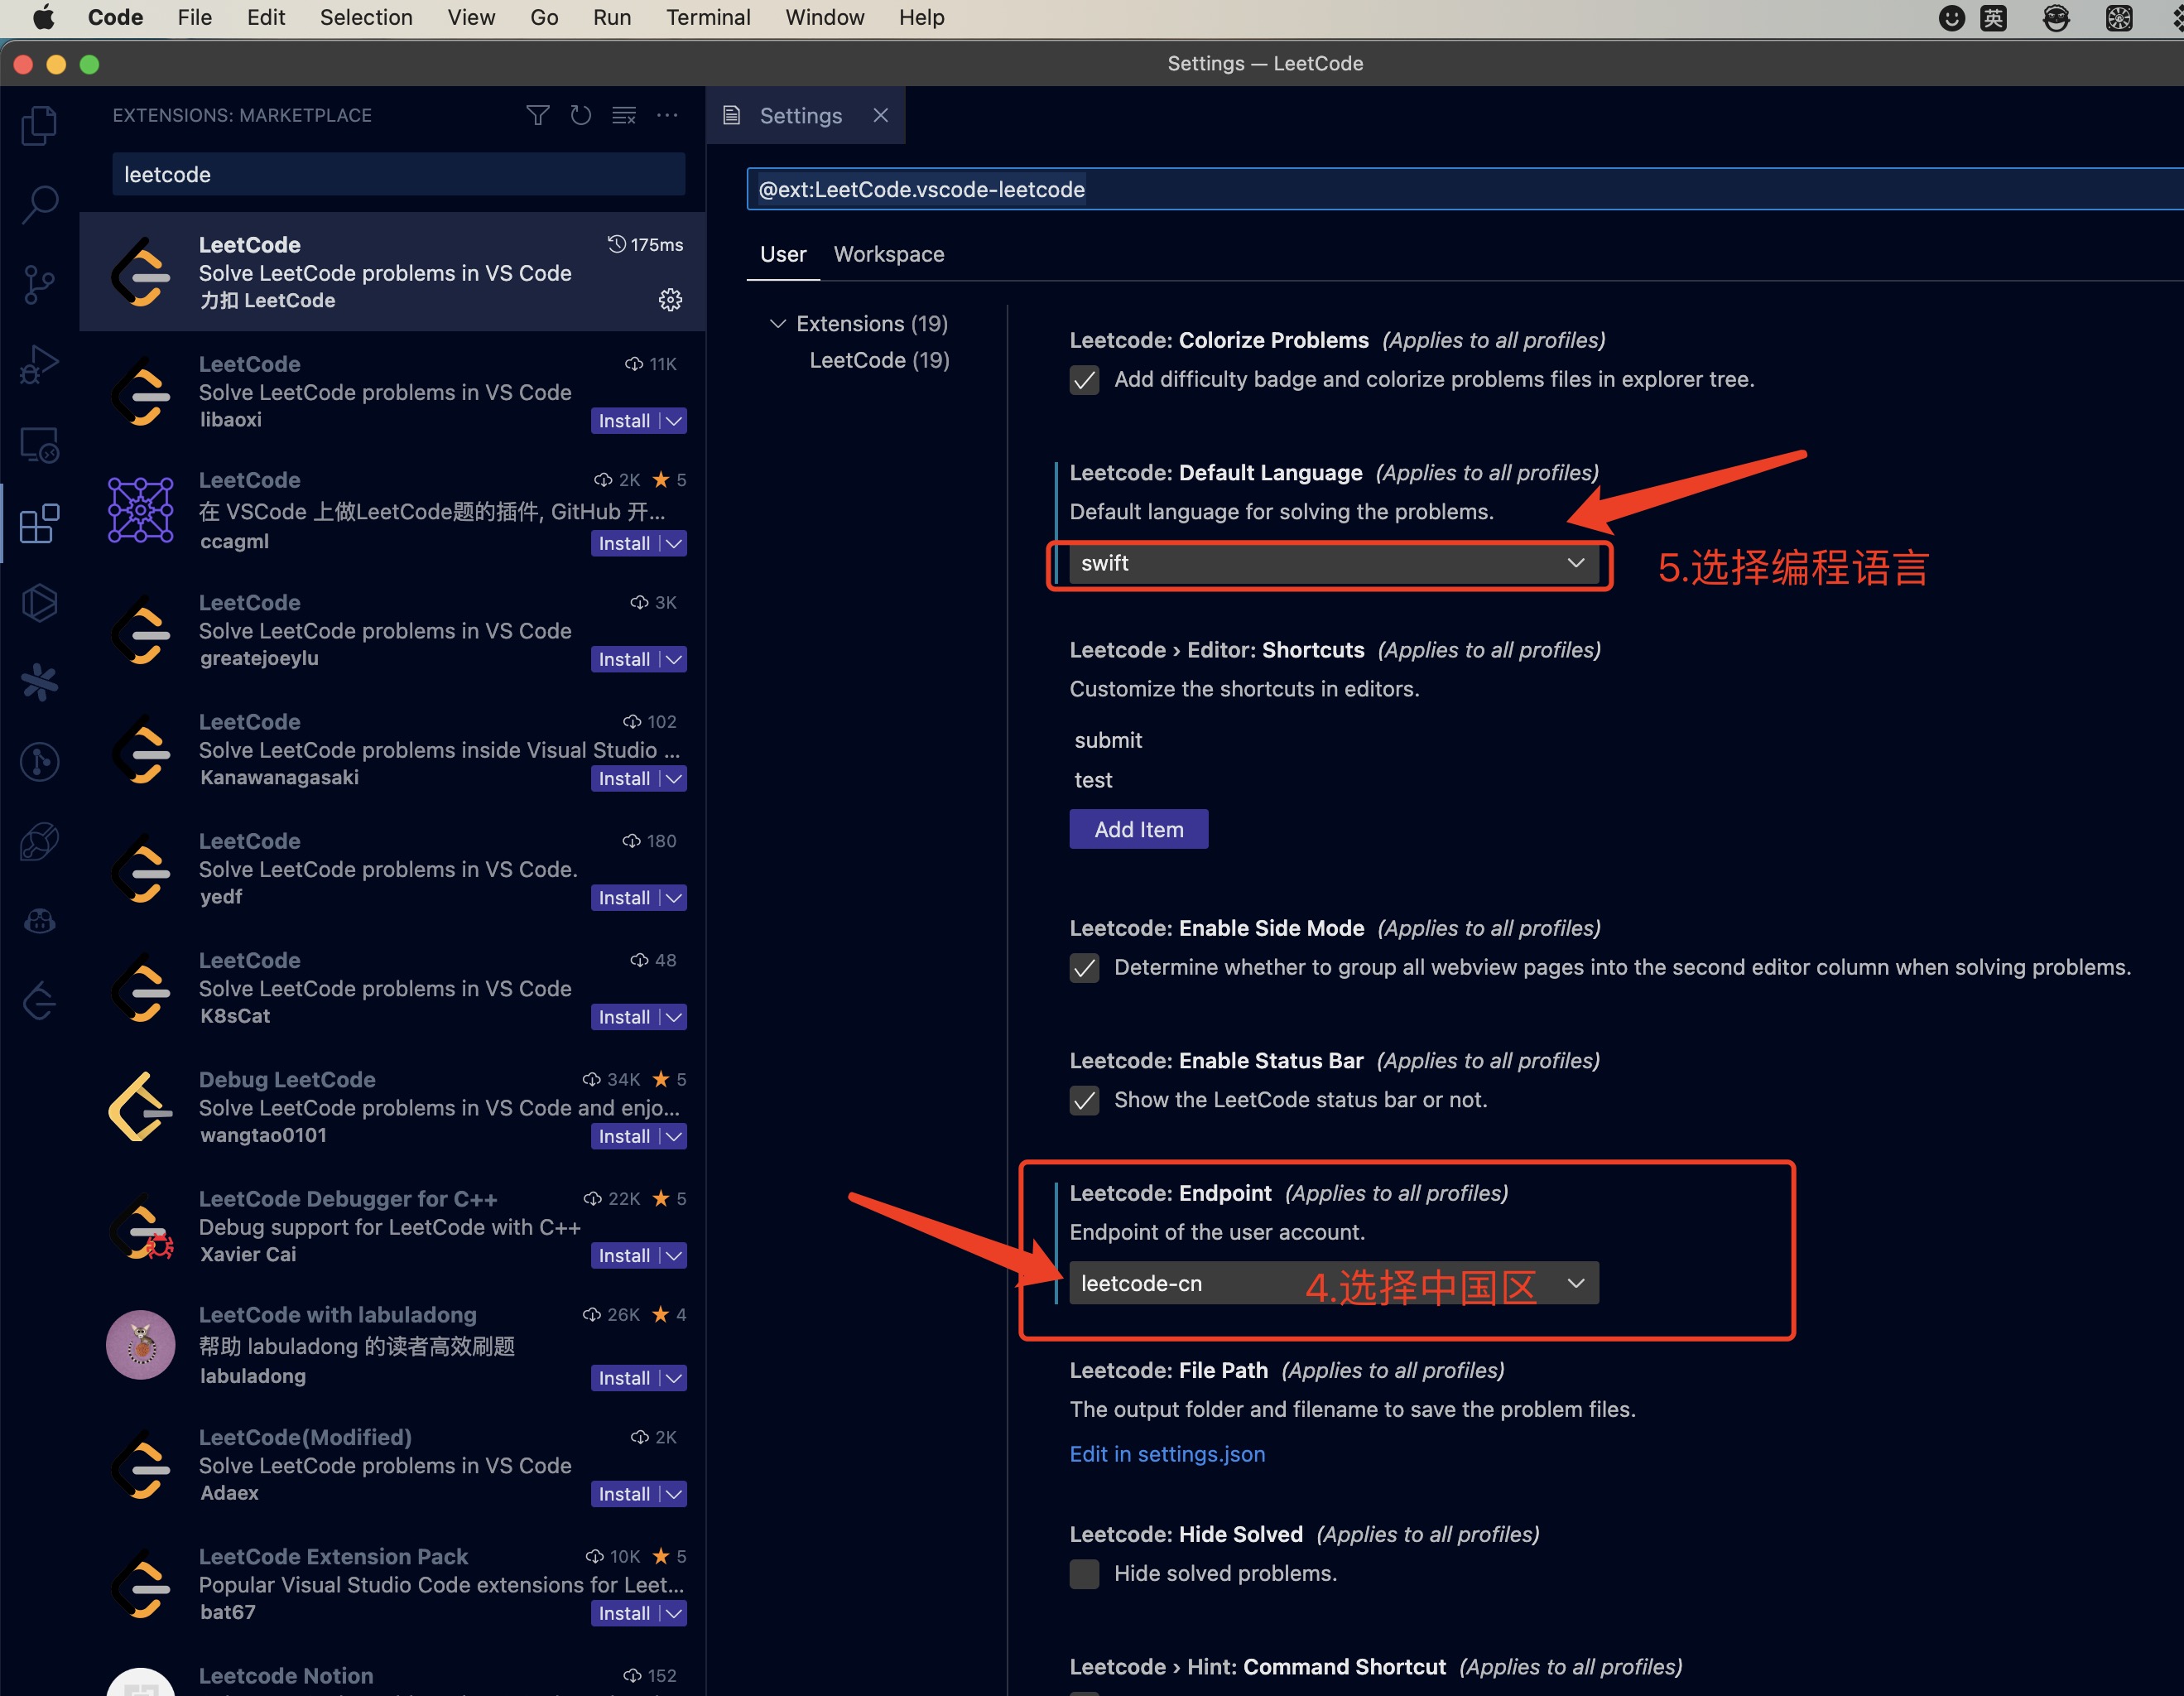 Code File Edit Selection View Go Run Terminal Window Help 英
Settings — LeetCode
EXTENSIONS: MARKETPLACE
leetcode
LeetCode 175ms
Solve LeetCode problems in VS Code
力扣 LeetCode
LeetCode 11K
Solve LeetCode problems in VS Code
libaoxi Install
LeetCode 2K 5
在 VSCode 上做LeetCode题的插件, GitHub 开...
ccagml Install
LeetCode 3K
Solve LeetCode problems in VS Code
greatejoeylu Install
LeetCode 102
Solve LeetCode problems inside Visual Studio ...
Kanawanagasaki Install
LeetCode 180
Solve LeetCode problems in VS Code.
yedf Install
LeetCode 48
Solve LeetCode problems in VS Code
K8sCat Install
Debug LeetCode 34K 5
Solve LeetCode problems in VS Code and enjo...
wangtao0101 Install
LeetCode Debugger for C++ 22K 5
Debug support for LeetCode with C++
Xavier Cai Install
LeetCode with labuladong 26K 4
帮助 labuladong 的读者高效刷题
labuladong Install
LeetCode(Modified) 2K
Solve LeetCode problems in VS Code
Adaex Install
LeetCode Extension Pack 10K 5
Popular Visual Studio Code extensions for Leet...
bat67 Install
Leetcode Notion 152
Settings
@ext:LeetCode.vscode-leetcode
User Workspace
Extensions (19)
LeetCode (19)
Leetcode: Colorize Problems (Applies to all profiles)
Add difficulty badge and colorize problems files in explorer tree.
Leetcode: Default Language (Applies to all profiles)
Default language for solving the problems.
swift
5.选择编程语言
Leetcode › Editor: Shortcuts (Applies to all profiles)
Customize the shortcuts in editors.
submit
test
Add Item
Leetcode: Enable Side Mode (Applies to all profiles)
Determine whether to group all webview pages into the second editor column when solving problems.
Leetcode: Enable Status Bar (Applies to all profiles)
Show the LeetCode status bar or not.
Leetcode: Endpoint (Applies to all profiles)
Endpoint of the user account.
leetcode-cn
4.选择中国区
Leetcode: File Path (Applies to all profiles)
The output folder and filename to save the problem files.
Edit in settings.json
Leetcode: Hide Solved (Applies to all profiles)
Hide solved problems.
Leetcode › Hint: Command Shortcut (Applies to all profiles)